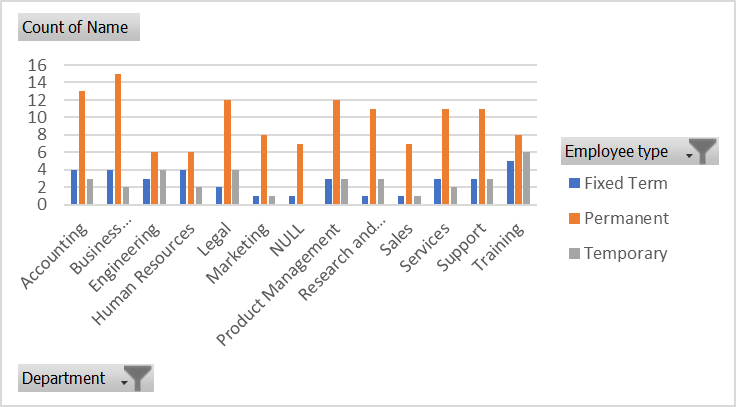 Count of Name
16
14
12
10
8
6
4
2
0
Accounting
Business...
Engineering
Human Resources
Legal
Marketing
NULL
Product Management
Research and...
Sales
Services
Support
Training
Employee type
Fixed Term
Permanent
Temporary
Department